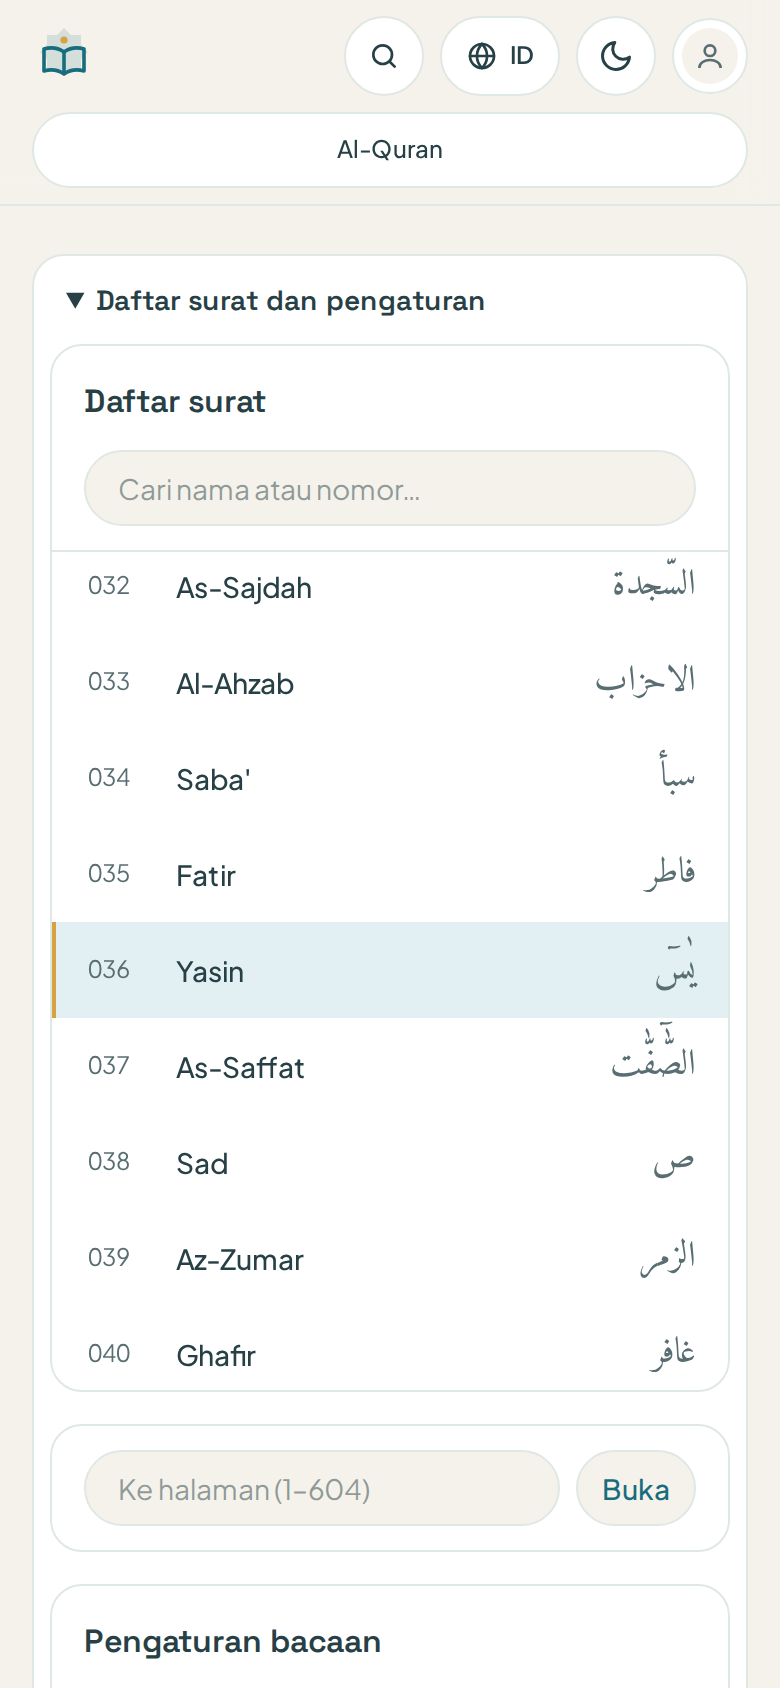 ID
Al-Quran
Daftar surat dan pengaturan
Daftar surat
Cari nama atau nomor...
032 As-Sajdah السّجدة
033 Al-Ahzab الاحزاب
034 Saba' سبأ
035 Fatir فاطر
036 Yasin يٰسۤ
037 As-Saffat الصّٰۤفّٰت
038 Sad ص
039 Az-Zumar الزمر
040 Ghafir غافر
Ke halaman (1-604) Buka
Pengaturan bacaan